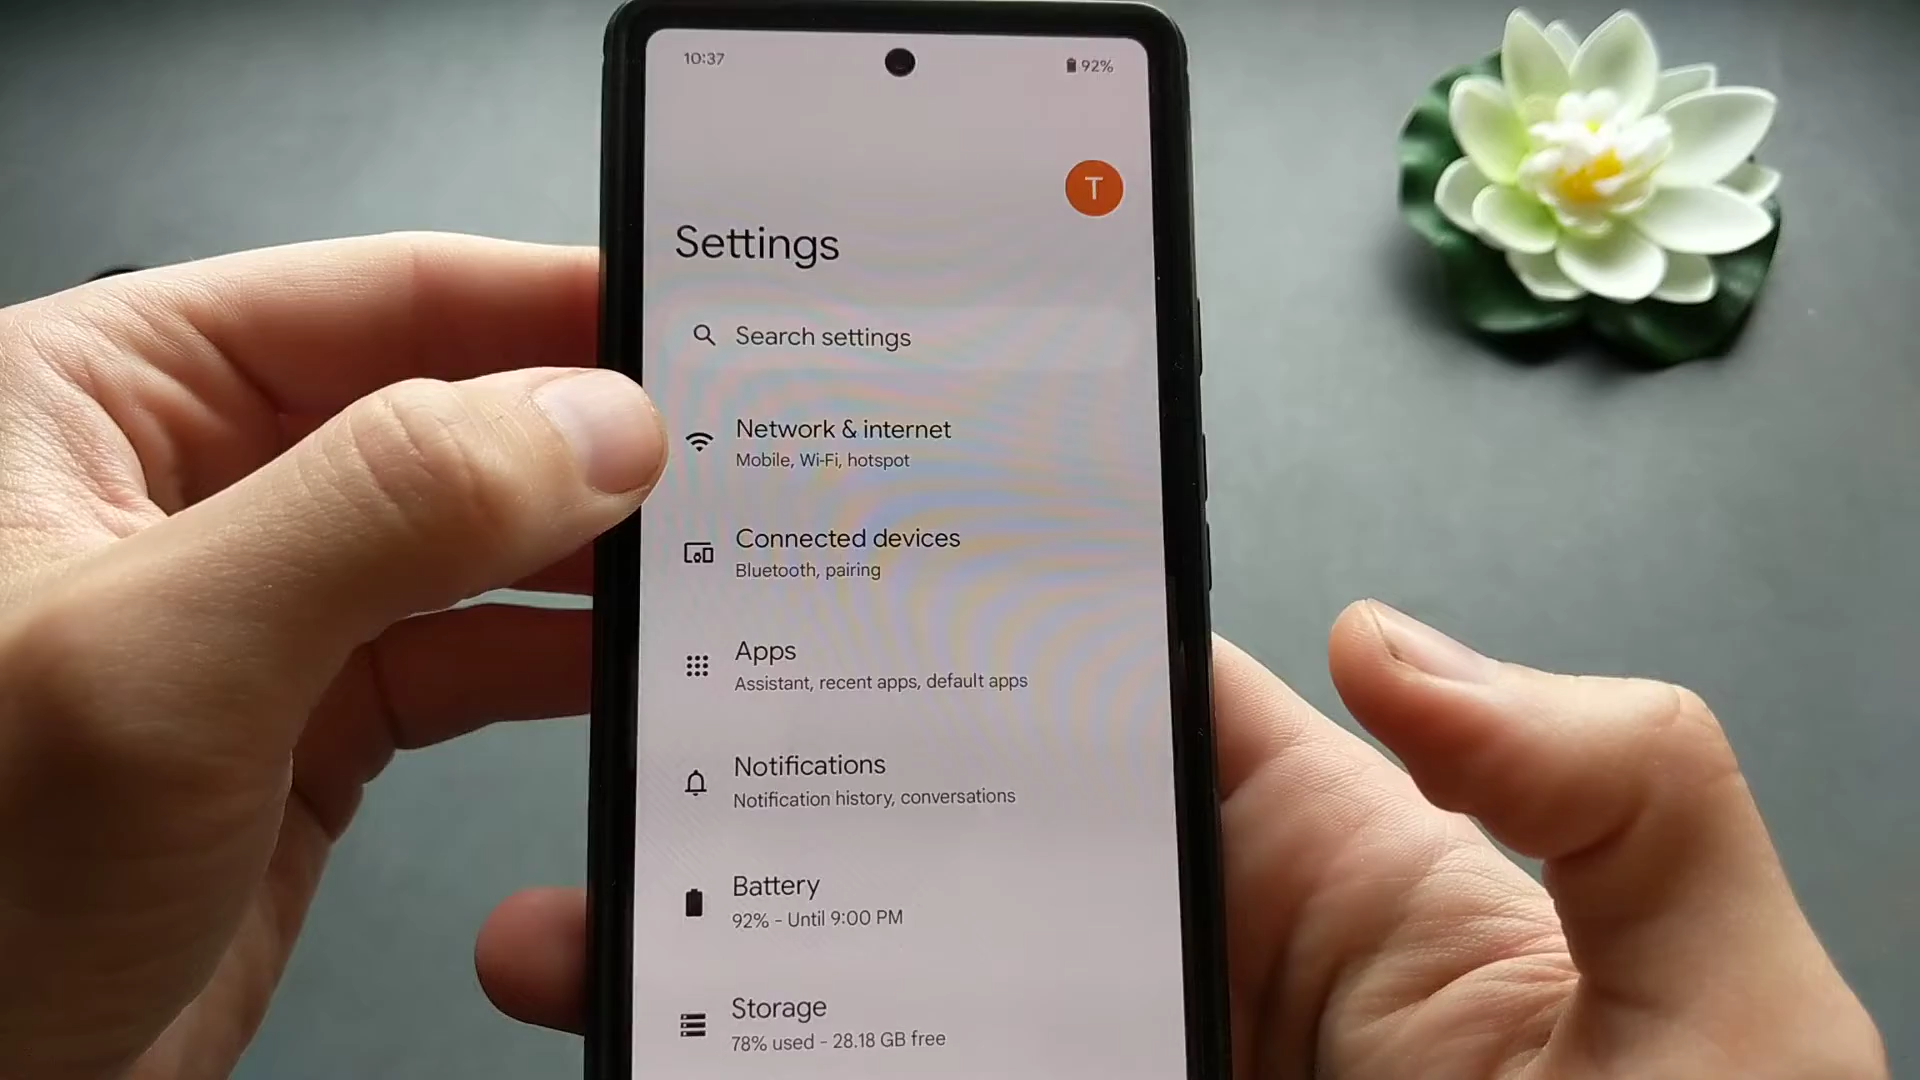 10:37
92%
T
Settings
Search settings
Network & internet
Mobile, Wi-Fi, hotspot
Connected devices
Bluetooth, pairing
Apps
Assistant, recent apps, default apps
Notifications
Notification history, conversations
Battery
92% - Until 9:00 PM
Storage
78% used - 28.18 GB free